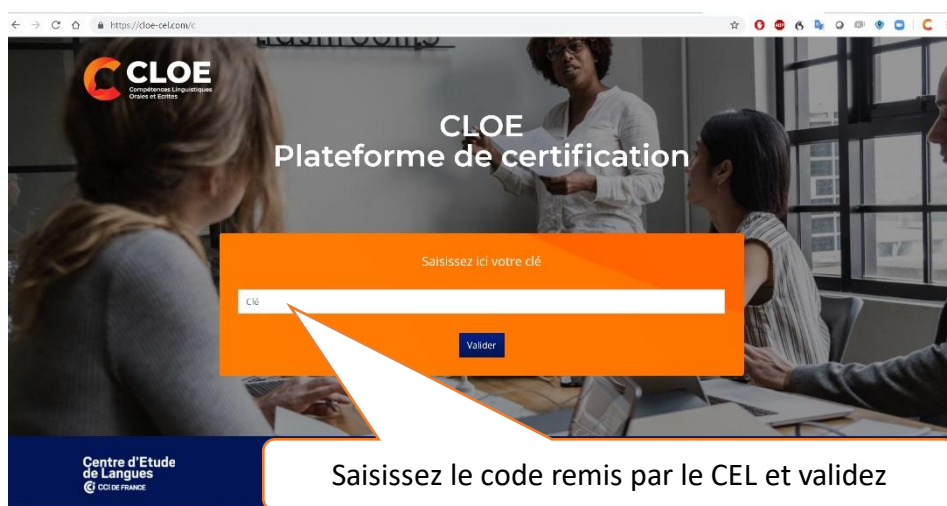 https://cloe-cel.com/c
CLOE
Compétences Linguistiques
Orales et Ecrites
CLOE
Plateforme de certification
Saisissez ici votre clé
Clé
Valider
Centre d'Etude
de Langues
CCI DE FRANCE
Saisissez le code remis par le CEL et validez